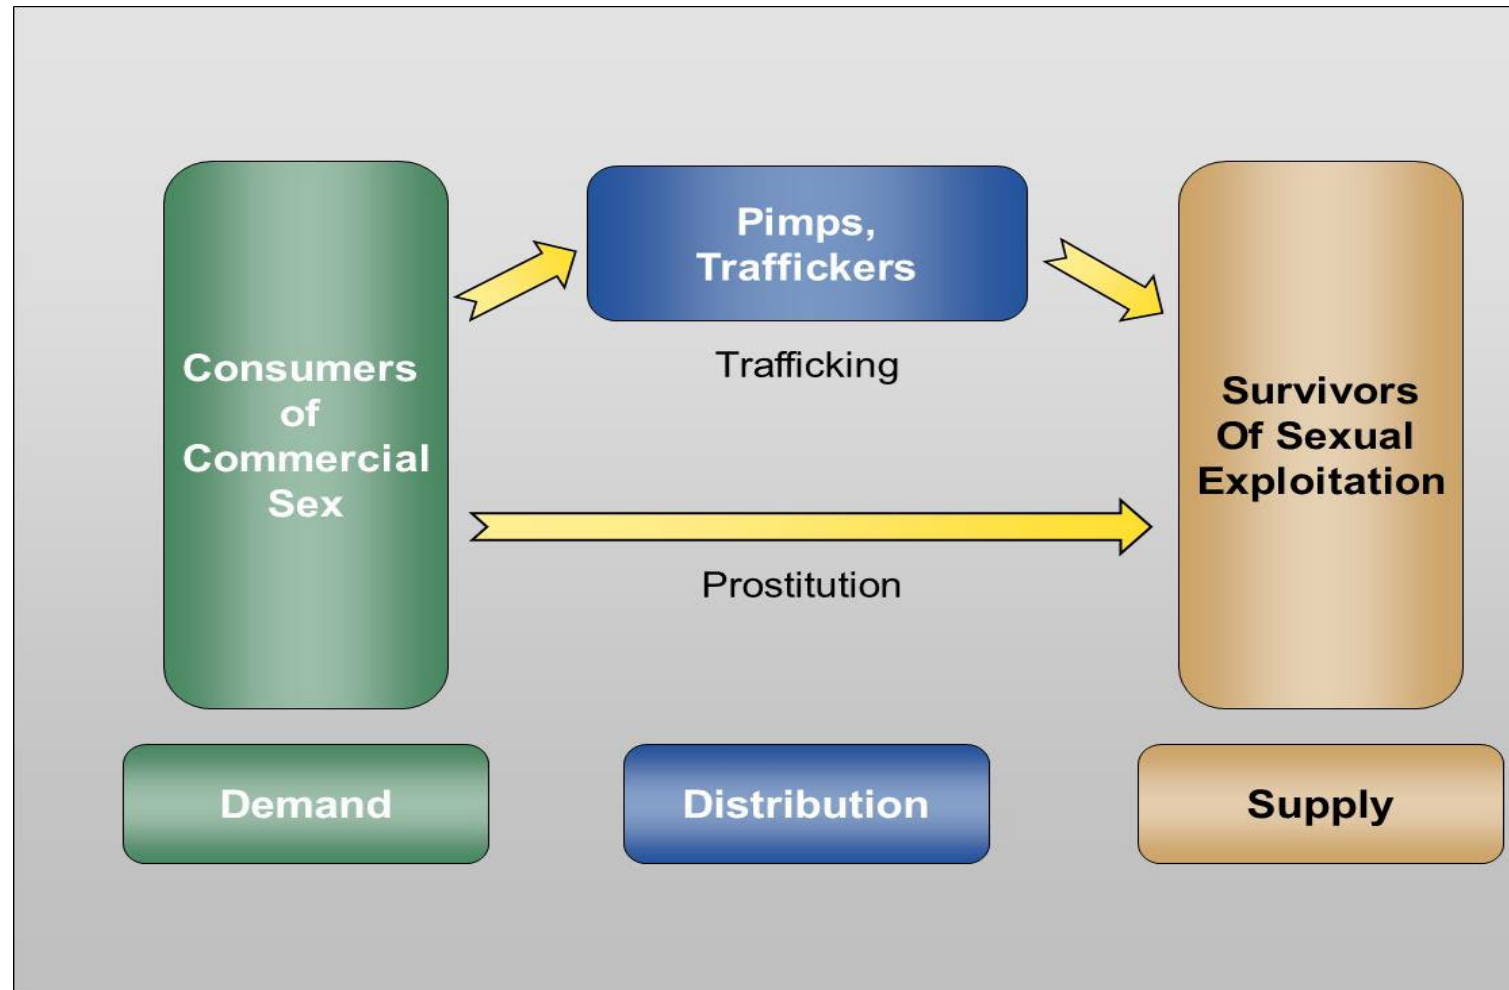 Consumers
of
Commercial
Sex
Pimps,
Traffickers
Trafficking
Prostitution
Survivors
Of Sexual
Exploitation
Demand
Distribution
Supply